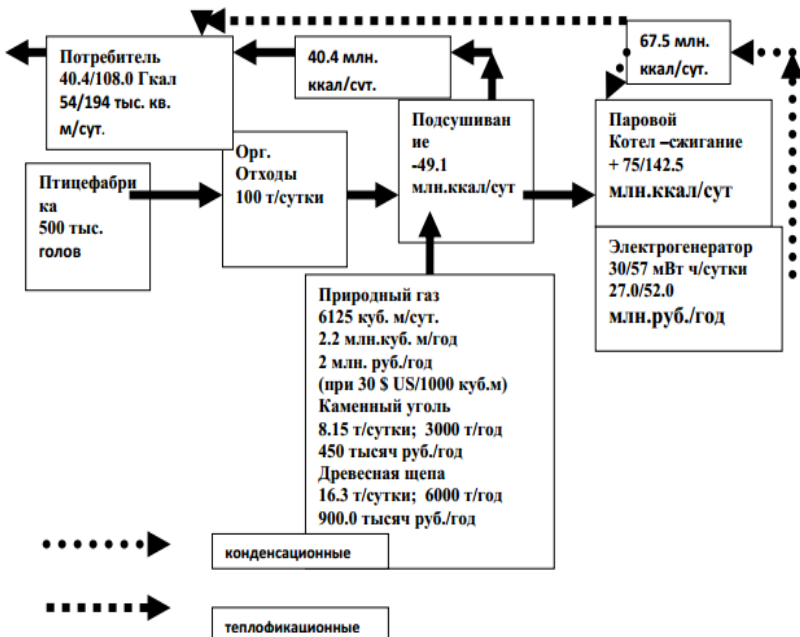 Потребитель
40.4/108.0 Гкал
54/194 тыс. кв.
м/сут.
40.4 млн.
ккал/сут.
67.5 млн.
ккал/сут.
Птицефабри
ка
500 тыс.
голов
Орг.
Отходы
100 т/сутки
Подсушиван
ие
-49.1
млн.ккал/сут
Паровой
Котел –сжигание
+ 75/142.5
млн.ккал/сут
Электрогенератор
30/57 мВт ч/сутки
27.0/52.0
млн.руб./год
Природный газ
6125 куб. м/сут.
2.2 млн.куб. м/год
2 млн. руб./год
(при 30 $ US/1000 куб.м)
Каменный уголь
8.15 т/сутки; 3000 т/год
450 тысяч руб./год
Древесная щепа
16.3 т/сутки; 6000 т/год
900.0 тысяч руб./год
конденсационные
теплофикационные